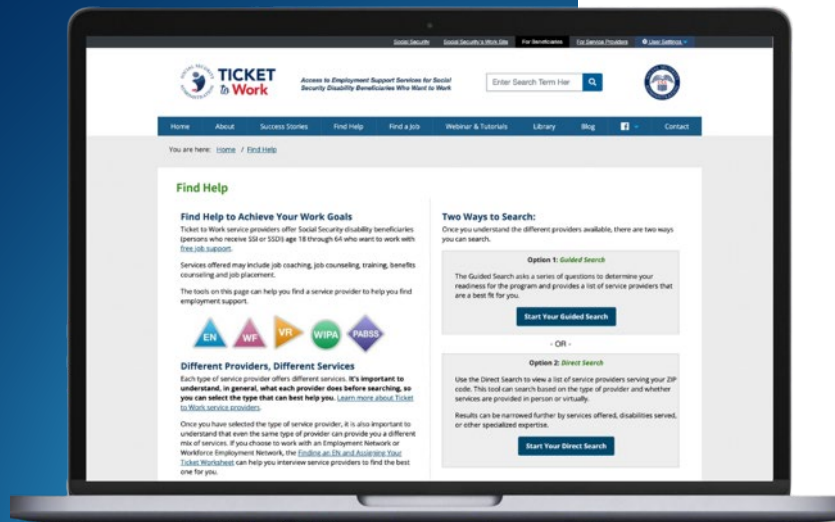 Social Security
Social Security's Work Site
For Beneficiaries
For Service Providers
User Settings
TICKET
to Work
Access to Employment Support Services for Social
Security Disability Beneficiaries Who Want to Work
Enter Search Term Her
Home
About
Success Stories
Find Help
Find a Job
Webinar & Tutorials
Library
Blog
Contact
You are here: Home / Find Help
Find Help
Find Help to Achieve Your Work Goals
Ticket to Work service providers offer Social Security disability beneficiaries
(persons who receive SSI or SSDI) age 18 through 64 who want to work with
free job support.
Services offered may include job coaching, job counseling, training, benefits
counseling and job placement.
The tools on this page can help you find a service provider to help you find
employment support.
EN
WF
VR
WIPA
PABSS
Different Providers, Different Services
Each type of service provider offers different services. It's important to
understand, in general, what each provider does before searching, so
you can select the type that can best help you. Learn more about Ticket
to Work service providers.
Once you have selected the type of service provider, it is also important to
understand that even the same type of provider can provide you a different
mix of services. If you choose to work with an Employment Network or
Workforce Employment Network, the Finding an EN and Assigning Your
Ticket Worksheet can help you interview service providers to find the best
one for you.
Two Ways to Search:
Once you understand the different providers available, there are two ways
you can search.
Option 1: Guided Search
The Guided Search asks a series of questions to determine your
readiness for the program and provides a list of service providers that
are a best fit for you.
Start Your Guided Search
- OR -
Option 2: Direct Search
Use the Direct Search to view a list of service providers serving your ZIP
code. This tool can search based on the type of provider and whether
services are provided in person or virtually.
Results can be narrowed further by services offered, disabilities served,
or other specialized expertise.
Start Your Direct Search